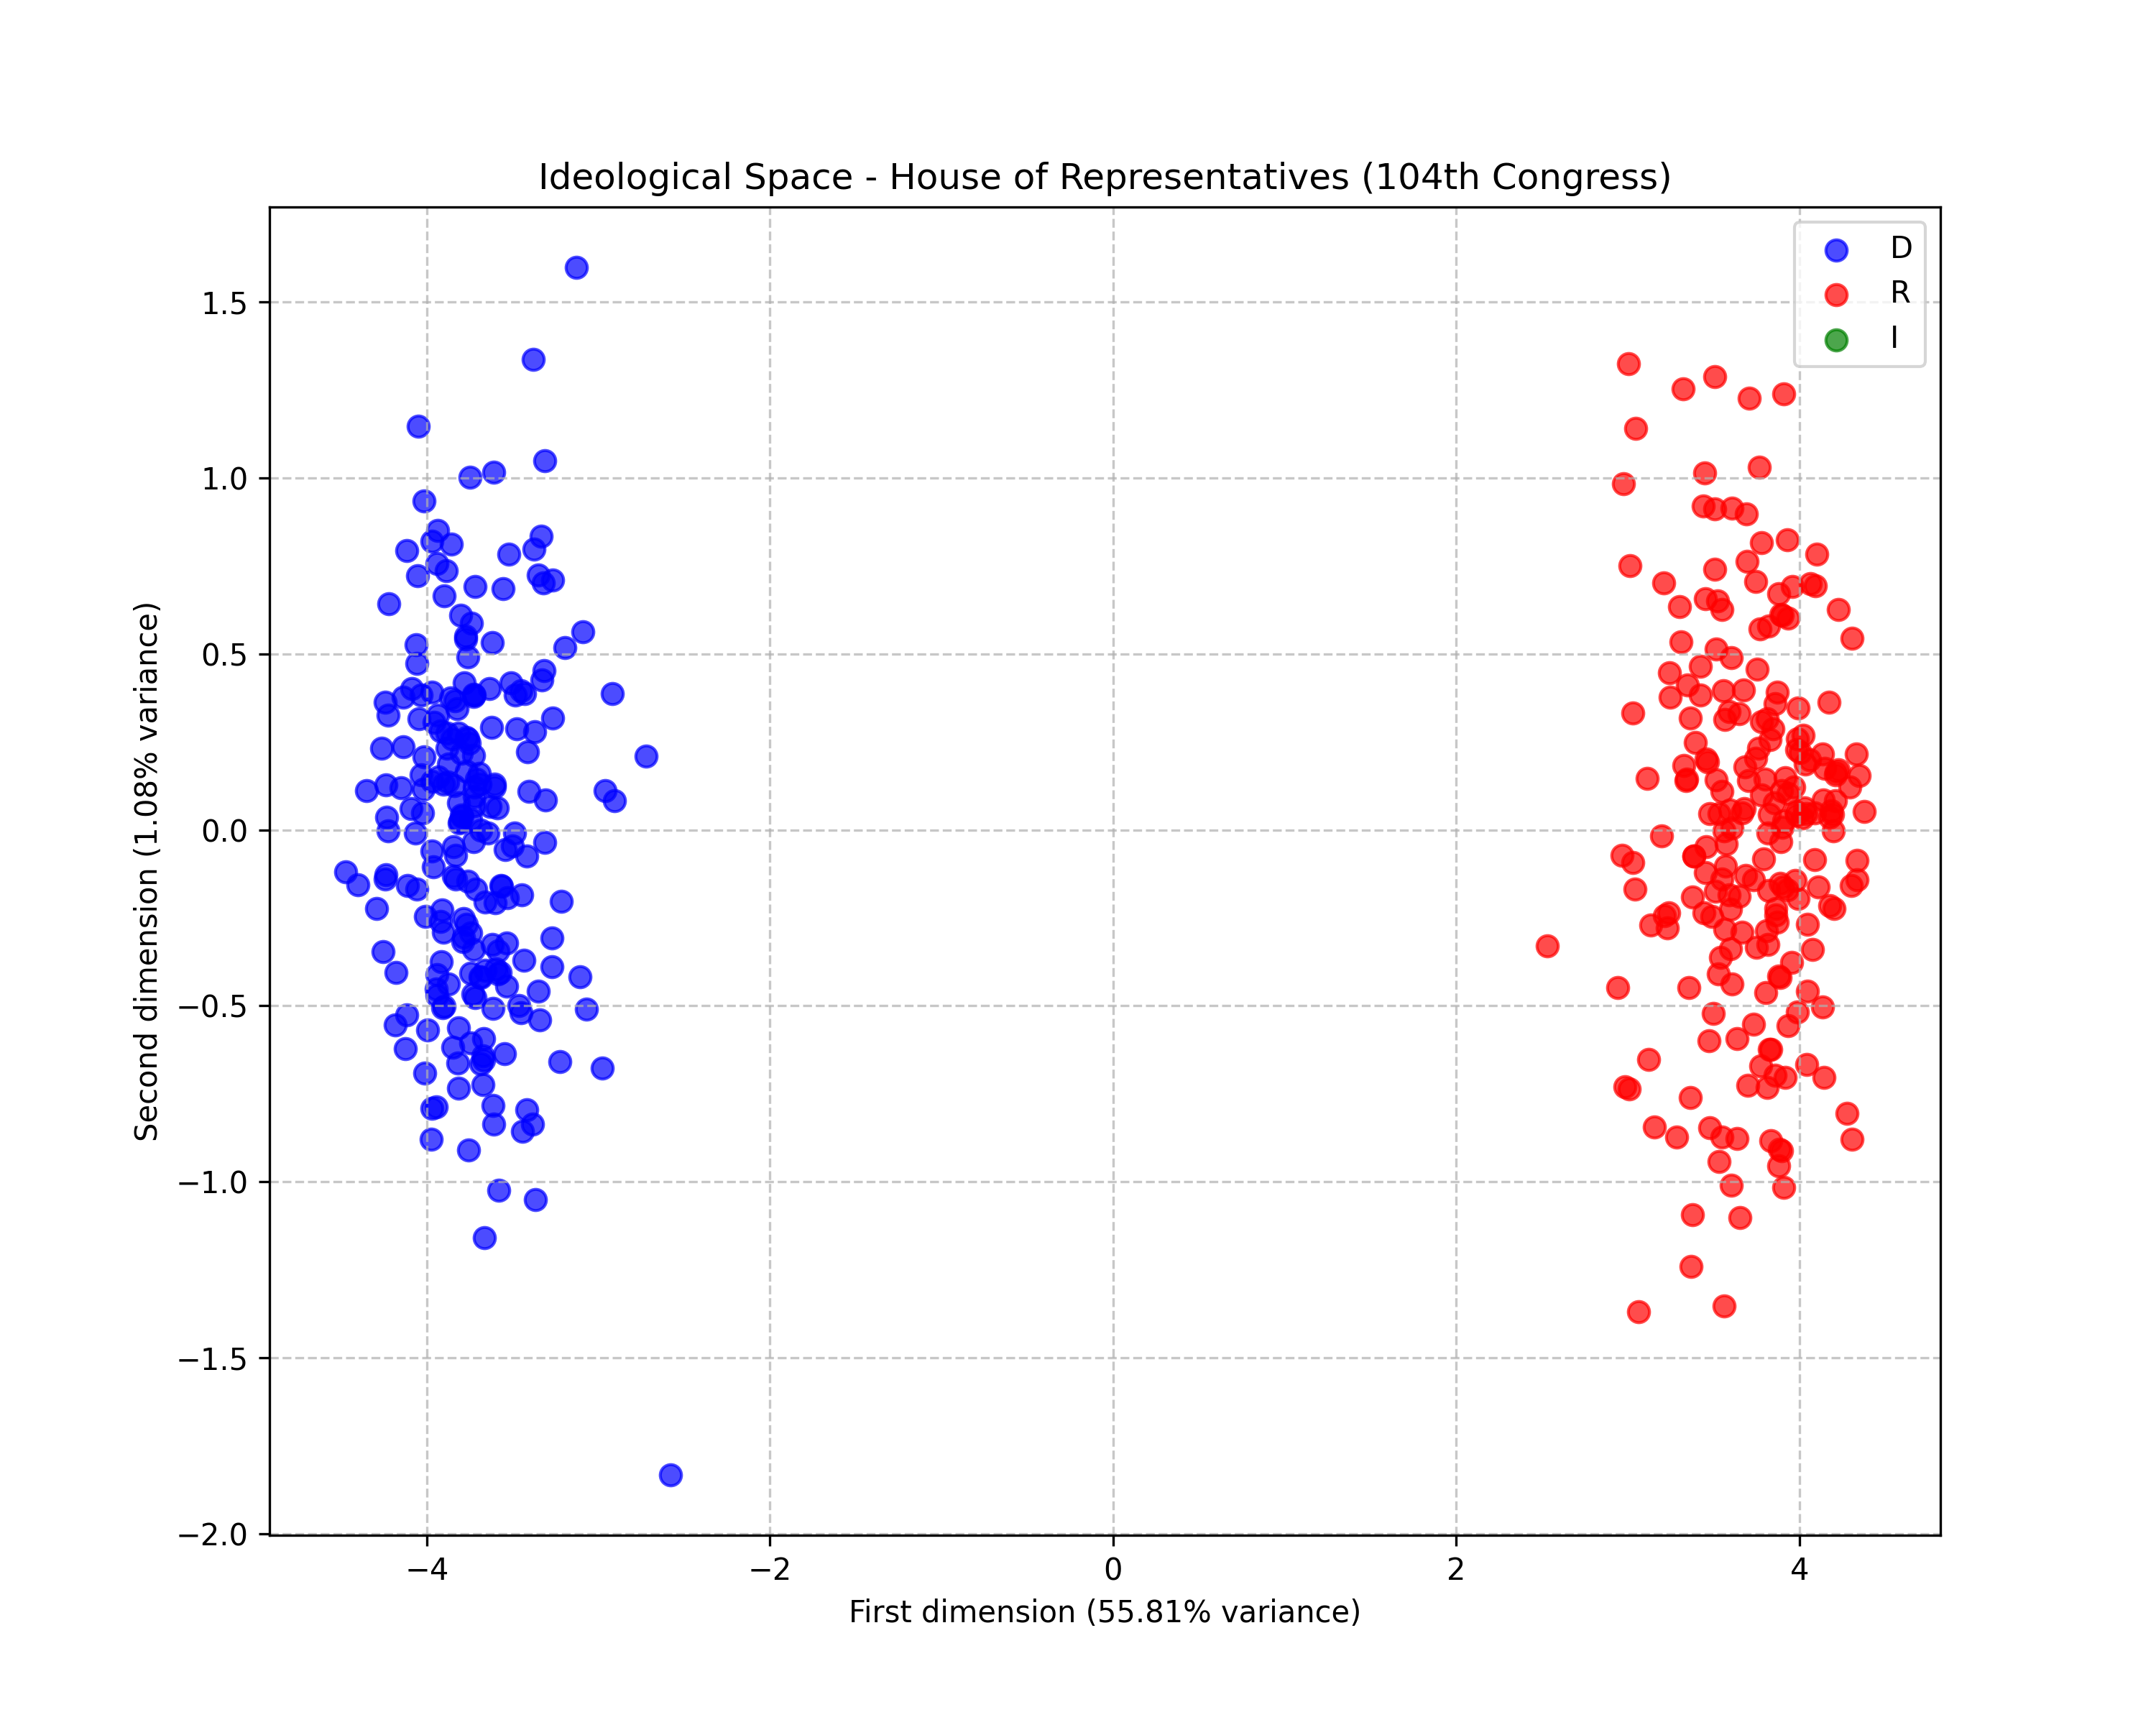 Ideological Space - House of Representatives (104th Congress)
D
R
I
1.5
1.0
0.5
0.0
−0.5
−1.0
−1.5
−2.0
Second dimension (1.08% variance)
−4
−2
0
2
4
First dimension (55.81% variance)